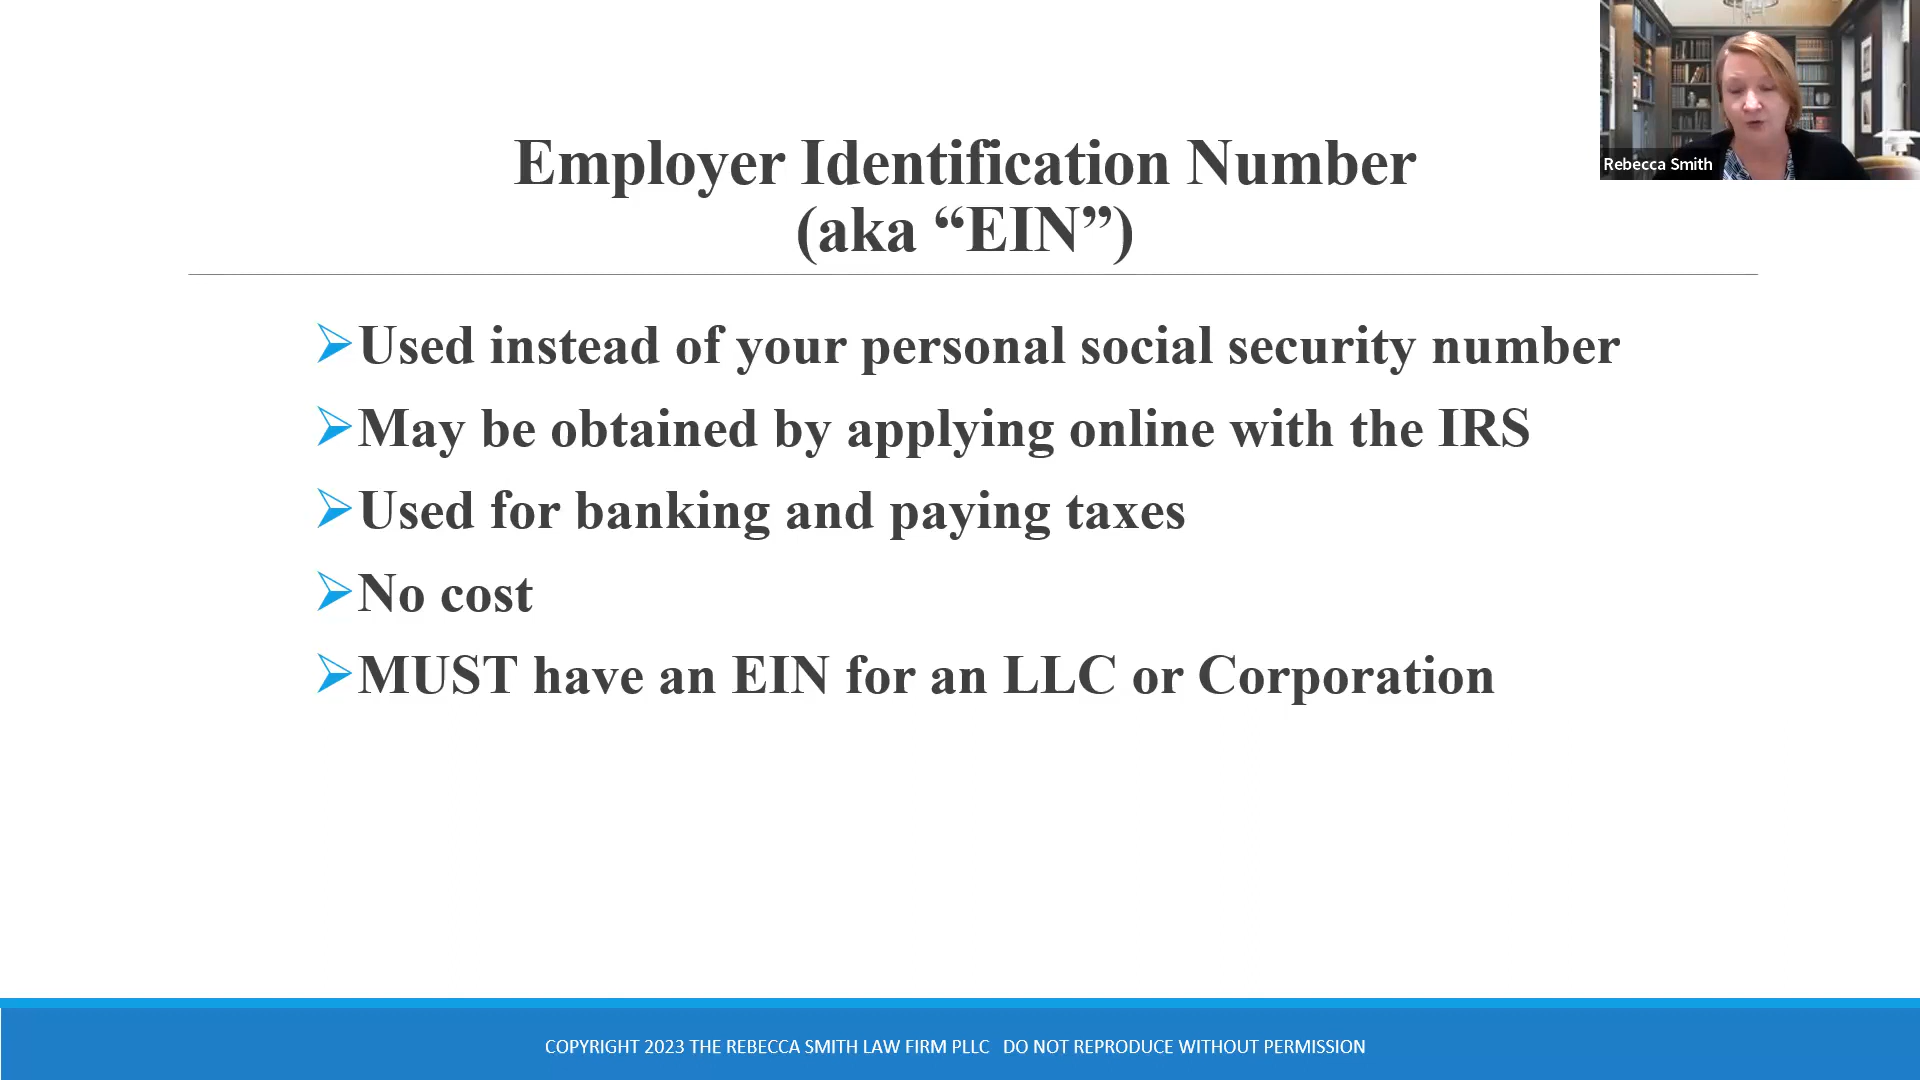 Employer Identification Number
(aka “EIN”)
Used instead of your personal social security number
May be obtained by applying online with the IRS
Used for banking and paying taxes
No cost
MUST have an EIN for an LLC or Corporation
Rebecca Smith
COPYRIGHT 2023 THE REBECCA SMITH LAW FIRM PLLC DO NOT REPRODUCE WITHOUT PERMISSION